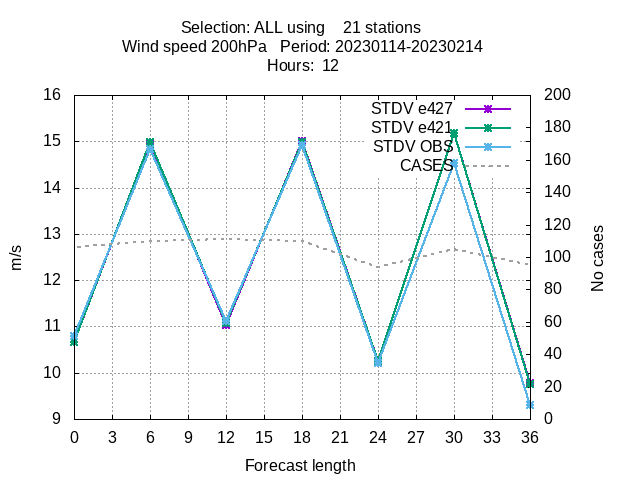 Selection: ALL using    21 stations
Wind speed 200hPa   Period: 20230114-20230214
Hours:  12
16 200
STDV e427
180
STDV e421
15
STDV OBS
160
CASES
14 140
120
13
100
12
80
11 60
40
10
20
9 0
0 3 6 9 12 15 18 21 24 27 30 33 36
m/s
No cases
Forecast length